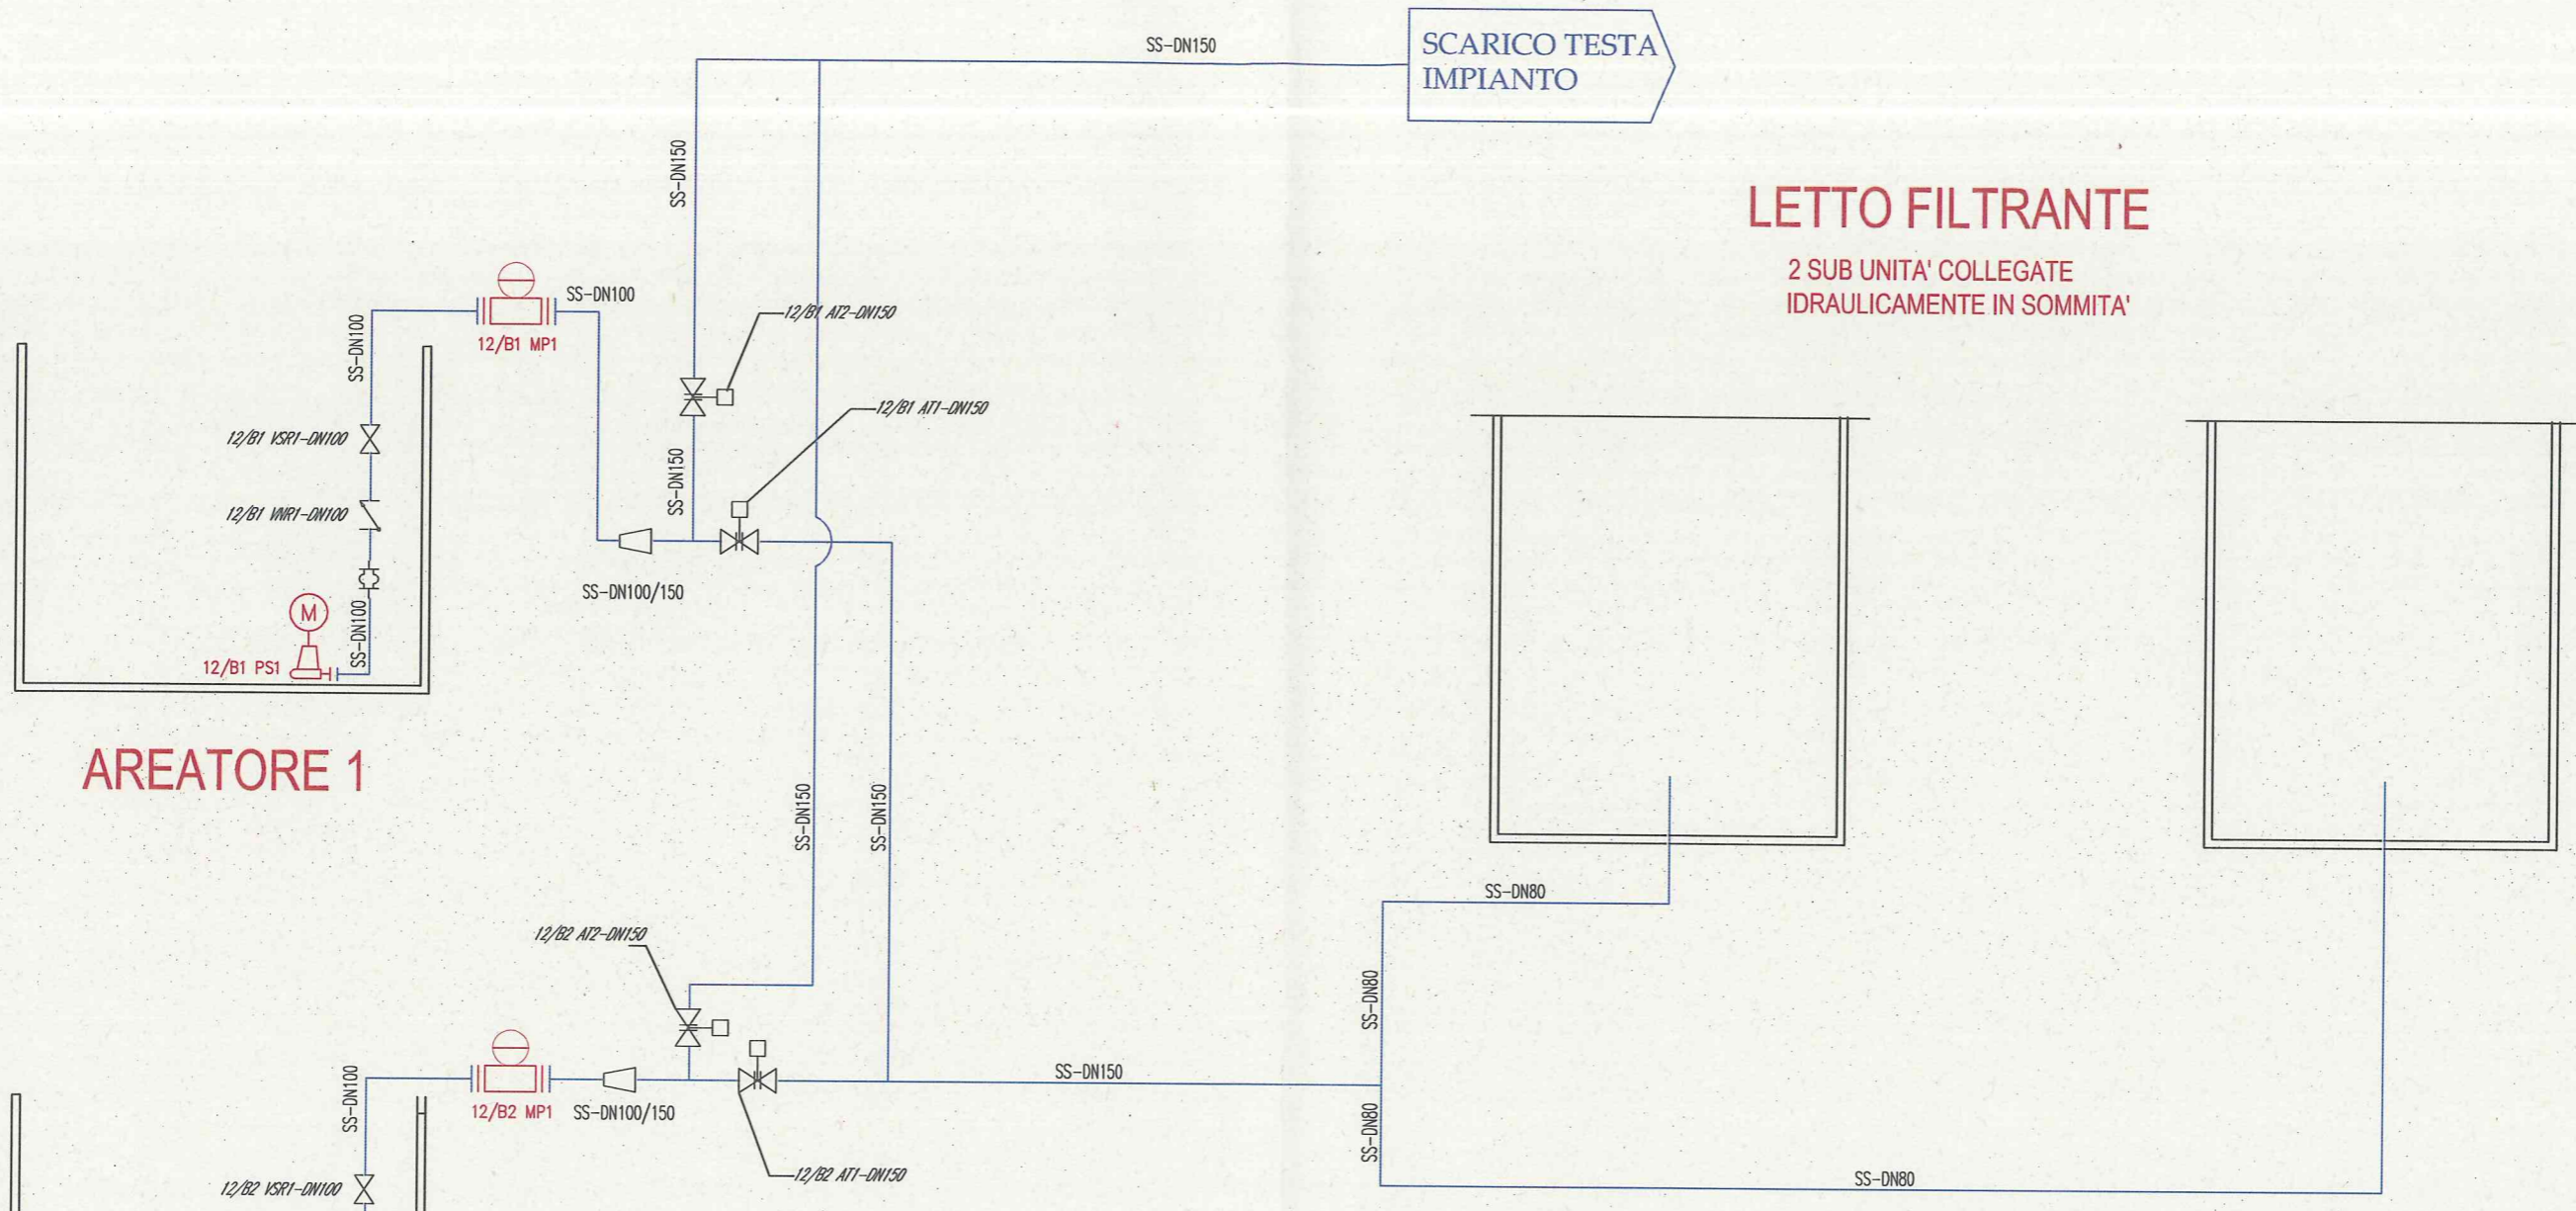 SS-DN150
SCARICO TESTA
IMPIANTO
SS-DN150
LETTO FILTRANTE
2 SUB UNITA' COLLEGATE
IDRAULICAMENTE IN SOMMITA'
SS-DN100
12/B1 AT2-DN150
SS-DN100
12/B1 MP1
12/B1 AT1-DN150
12/B1 VSR1-DN100
SS-DN150
12/B1 VNR1-DN100
SS-DN100/150
M
SS-DN100
12/B1 PS1
AREATORE 1
SS-DN150
SS-DN150
SS-DN80
12/B2 AT2-DN150
SS-DN80
SS-DN150
SS-DN100
12/B2 MP1
SS-DN100/150
SS-DN80
12/B2 AT1-DN150
12/B2 VSR1-DN100
SS-DN80